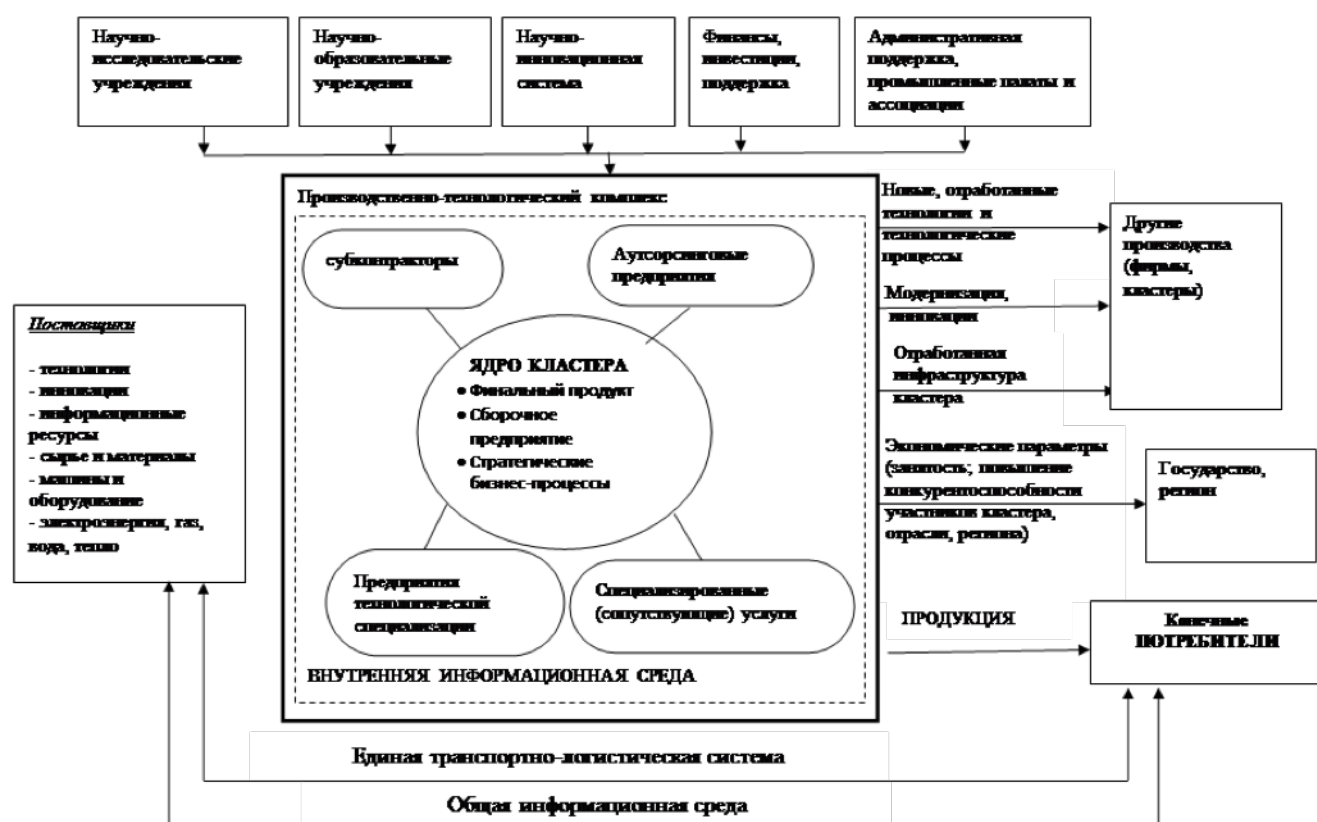 Научно-
исследовательские
учреждения
Научно-
образовательные
учреждения
Научно-
инновационная
система
Финансы,
инвестиции,
поддержка
Административная
поддержка,
промышленные палаты и
ассоциации
Производственно-технологический комплекс
субконтракторы
Аутсорсинговые
предприятия
ЯДРО КЛАСТЕРА
• Финальный продукт
• Сборочное
предприятие
• Стратегические
бизнес-процессы
Предприятия
технологической
специализации
Специализированные
(сопутствующие) услуги
ВНУТРЕННЯЯ ИНФОРМАЦИОННАЯ СРЕДА
Поставщики
- технологии
- инновации
- информационные
ресурсы
- сырье и материалы
- машины и
оборудование
- электроэнергия, газ,
вода, тепло
Новые, отработанные
технологии и
технологические
процессы
Модернизация,
инновации
Отработанная
инфраструктура
кластера
Экономические параметры
(занятость; повышение
конкурентоспособности
участников кластера,
отрасли, региона)
ПРОДУКЦИЯ
Другие
производства
(фирмы,
кластеры)
Государство,
регион
Конечные
ПОТРЕБИТЕЛИ
Единая транспортно-логистическая система
Общая информационная среда